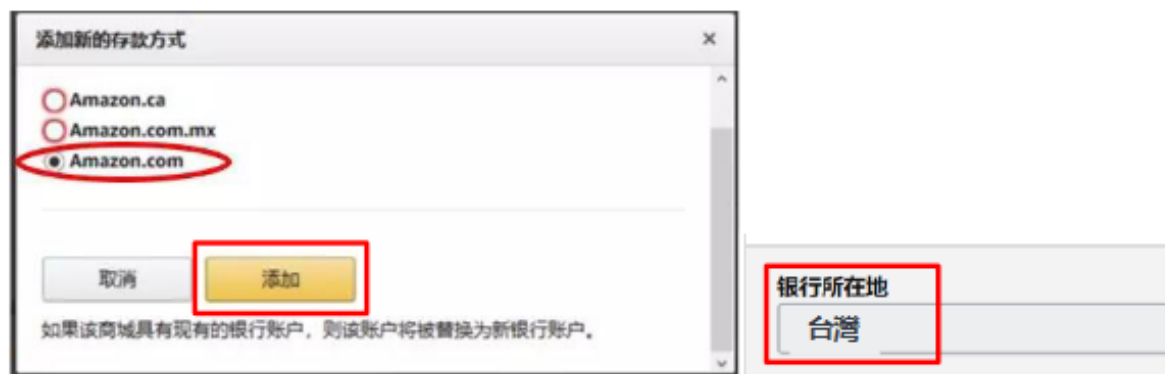 添加新的存款方式
×
Amazon.ca
Amazon.com.mx
Amazon.com
取消
添加
如果该商城具有现有的银行账户，则该账户将被替换为新银行账户。
银行所在地
台灣